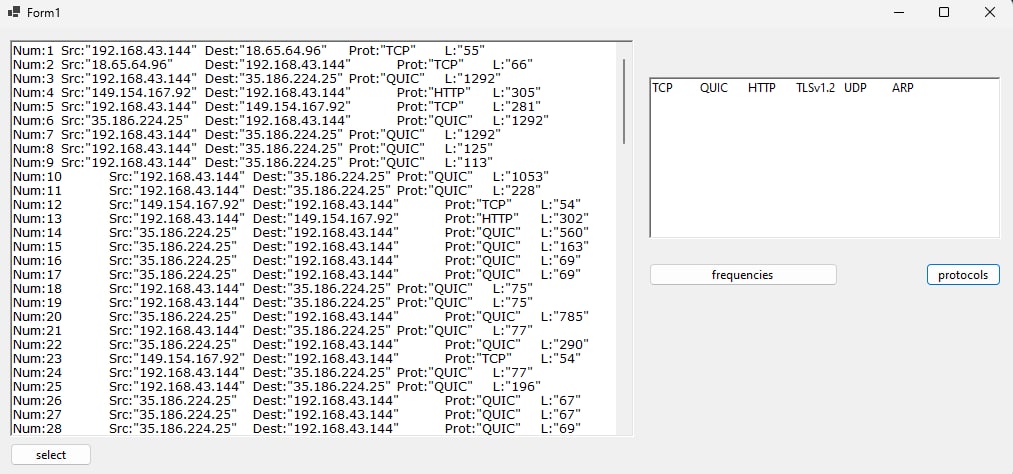 Form1
Num:1 Src:"192.168.43.144" Dest:"18.65.64.96" Prot:"TCP" L:"55"
Num:2 Src:"18.65.64.96" Dest:"192.168.43.144" Prot:"TCP" L:"66"
Num:3 Src:"192.168.43.144" Dest:"35.186.224.25" Prot:"QUIC" L:"1292"
Num:4 Src:"149.154.167.92" Dest:"192.168.43.144" Prot:"HTTP" L:"305"
Num:5 Src:"192.168.43.144" Dest:"149.154.167.92" Prot:"TCP" L:"281"
Num:6 Src:"35.186.224.25" Dest:"192.168.43.144" Prot:"QUIC" L:"1292"
Num:7 Src:"192.168.43.144" Dest:"35.186.224.25" Prot:"QUIC" L:"1292"
Num:8 Src:"192.168.43.144" Dest:"35.186.224.25" Prot:"QUIC" L:"125"
Num:9 Src:"192.168.43.144" Dest:"35.186.224.25" Prot:"QUIC" L:"113"
Num:10 Src:"192.168.43.144" Dest:"35.186.224.25" Prot:"QUIC" L:"1053"
Num:11 Src:"192.168.43.144" Dest:"35.186.224.25" Prot:"QUIC" L:"228"
Num:12 Src:"149.154.167.92" Dest:"192.168.43.144" Prot:"TCP" L:"54"
Num:13 Src:"192.168.43.144" Dest:"149.154.167.92" Prot:"HTTP" L:"302"
Num:14 Src:"35.186.224.25" Dest:"192.168.43.144" Prot:"QUIC" L:"560"
Num:15 Src:"35.186.224.25" Dest:"192.168.43.144" Prot:"QUIC" L:"163"
Num:16 Src:"35.186.224.25" Dest:"192.168.43.144" Prot:"QUIC" L:"69"
Num:17 Src:"35.186.224.25" Dest:"192.168.43.144" Prot:"QUIC" L:"69"
Num:18 Src:"192.168.43.144" Dest:"35.186.224.25" Prot:"QUIC" L:"75"
Num:19 Src:"192.168.43.144" Dest:"35.186.224.25" Prot:"QUIC" L:"75"
Num:20 Src:"35.186.224.25" Dest:"192.168.43.144" Prot:"QUIC" L:"785"
Num:21 Src:"192.168.43.144" Dest:"35.186.224.25" Prot:"QUIC" L:"77"
Num:22 Src:"35.186.224.25" Dest:"192.168.43.144" Prot:"QUIC" L:"290"
Num:23 Src:"149.154.167.92" Dest:"192.168.43.144" Prot:"TCP" L:"54"
Num:24 Src:"192.168.43.144" Dest:"35.186.224.25" Prot:"QUIC" L:"77"
Num:25 Src:"192.168.43.144" Dest:"35.186.224.25" Prot:"QUIC" L:"196"
Num:26 Src:"35.186.224.25" Dest:"192.168.43.144" Prot:"QUIC" L:"67"
Num:27 Src:"35.186.224.25" Dest:"192.168.43.144" Prot:"QUIC" L:"67"
Num:28 Src:"35.186.224.25" Dest:"192.168.43.144" Prot:"QUIC" L:"69"
select
TCP QUIC HTTP TLSv1.2 UDP ARP
frequencies protocols